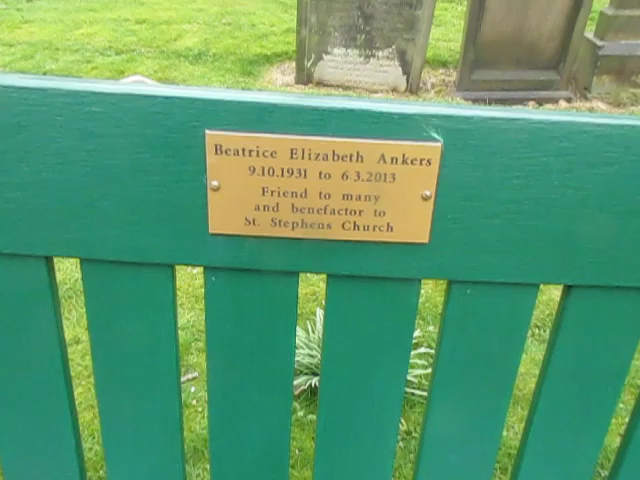 Beatrice Elizabeth Ankers
9.10.1931 to 6.3.2013
Friend to many
and benefactor to
St. Stephens Church